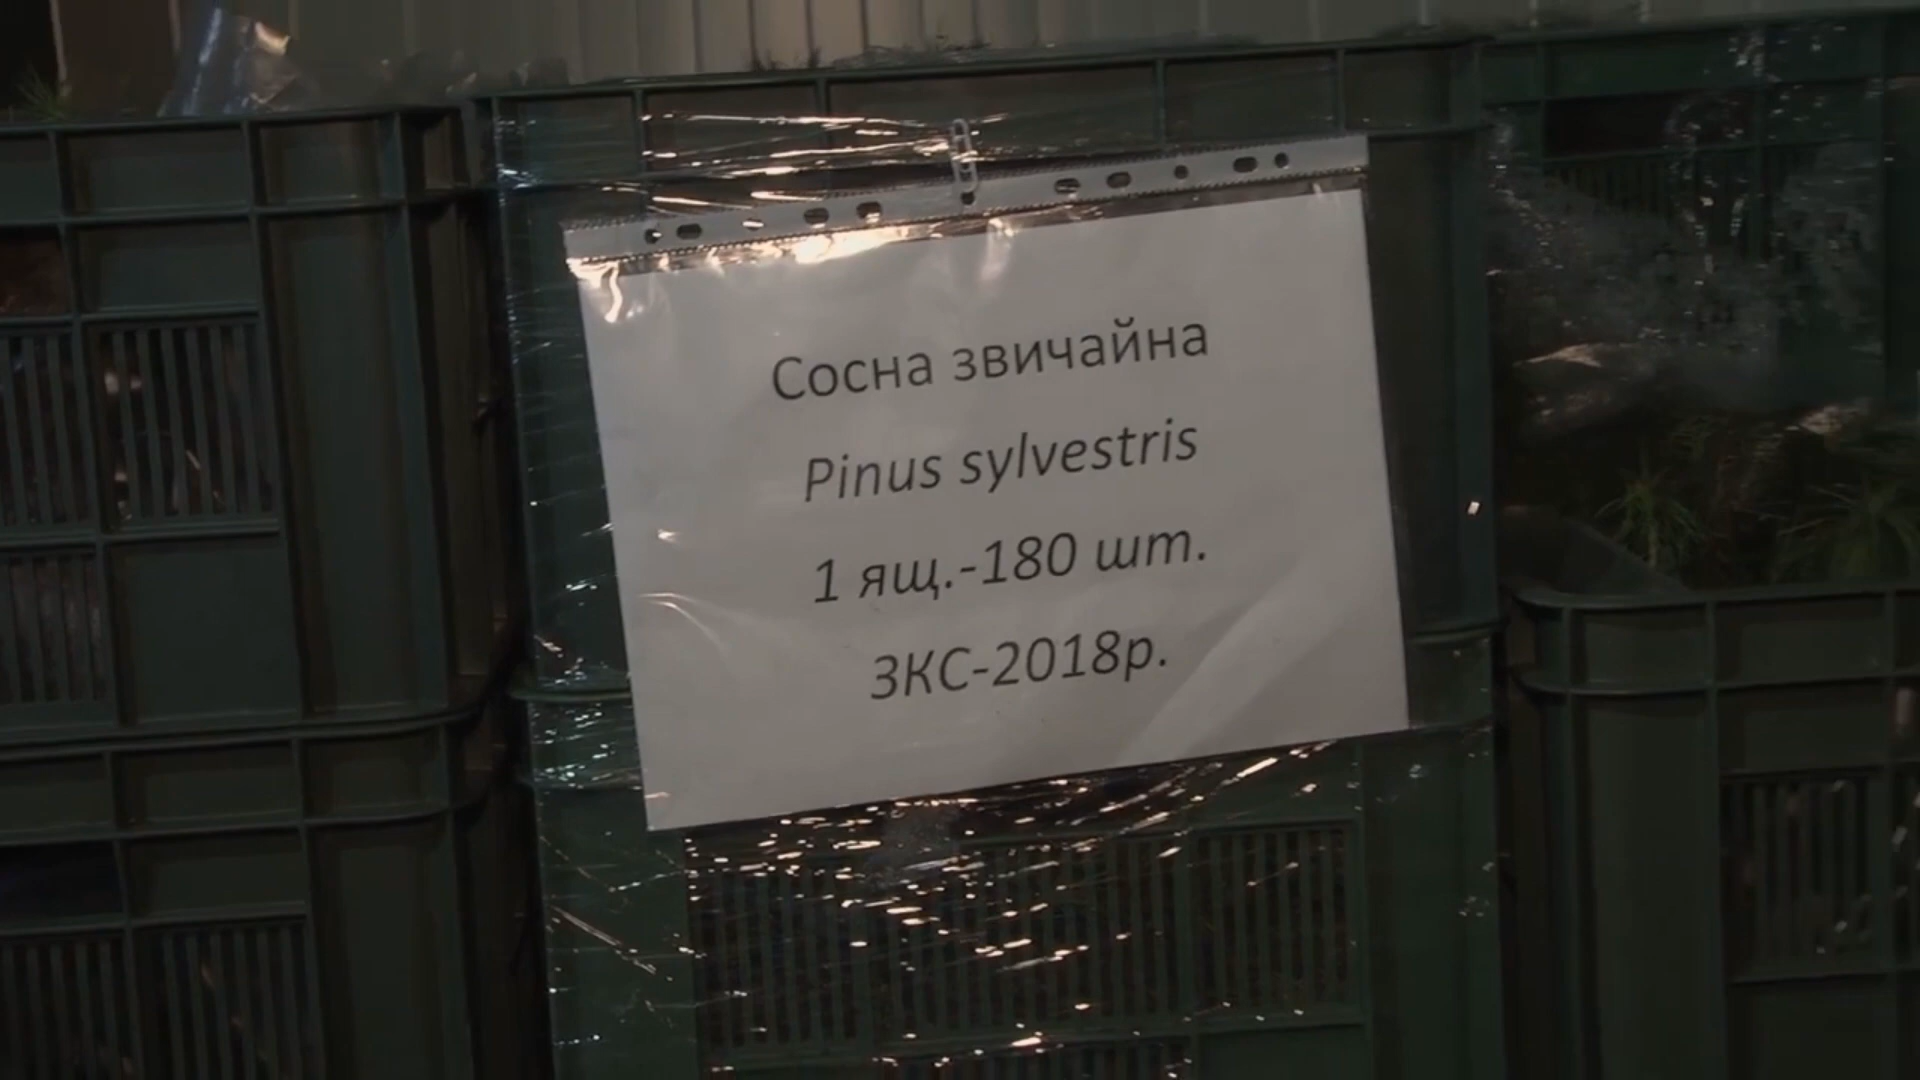 Сосна звичайна
Pinus sylvestris
1 ящ.-180 шт.
ЗКС-2018р.